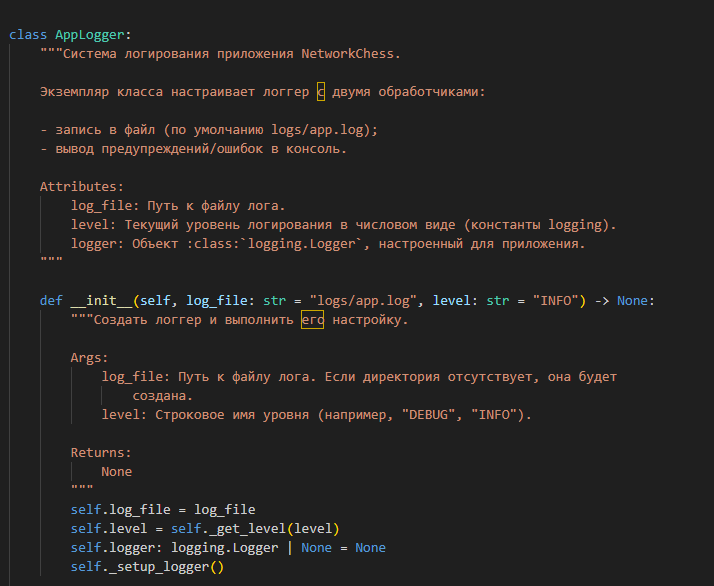 class AppLogger:
"""Система логирования приложения NetworkChess.
Экземпляр класса настраивает логгер с двумя обработчиками:
- запись в файл (по умолчанию logs/app.log);
- вывод предупреждений/ошибок в консоль.
Attributes:
log_file: Путь к файлу лога.
level: Текущий уровень логирования в числовом виде (константы logging).
logger: Объект :class:`logging.Logger`, настроенный для приложения.
"""
def __init__(self, log_file: str = "logs/app.log", level: str = "INFO") -> None:
"""Создать логгер и выполнить его настройку.
Args:
log_file: Путь к файлу лога. Если директория отсутствует, она будет
создана.
level: Строковое имя уровня (например, "DEBUG", "INFO").
Returns:
None
"""
self.log_file = log_file
self.level = self._get_level(level)
self.logger: logging.Logger | None = None
self._setup_logger()